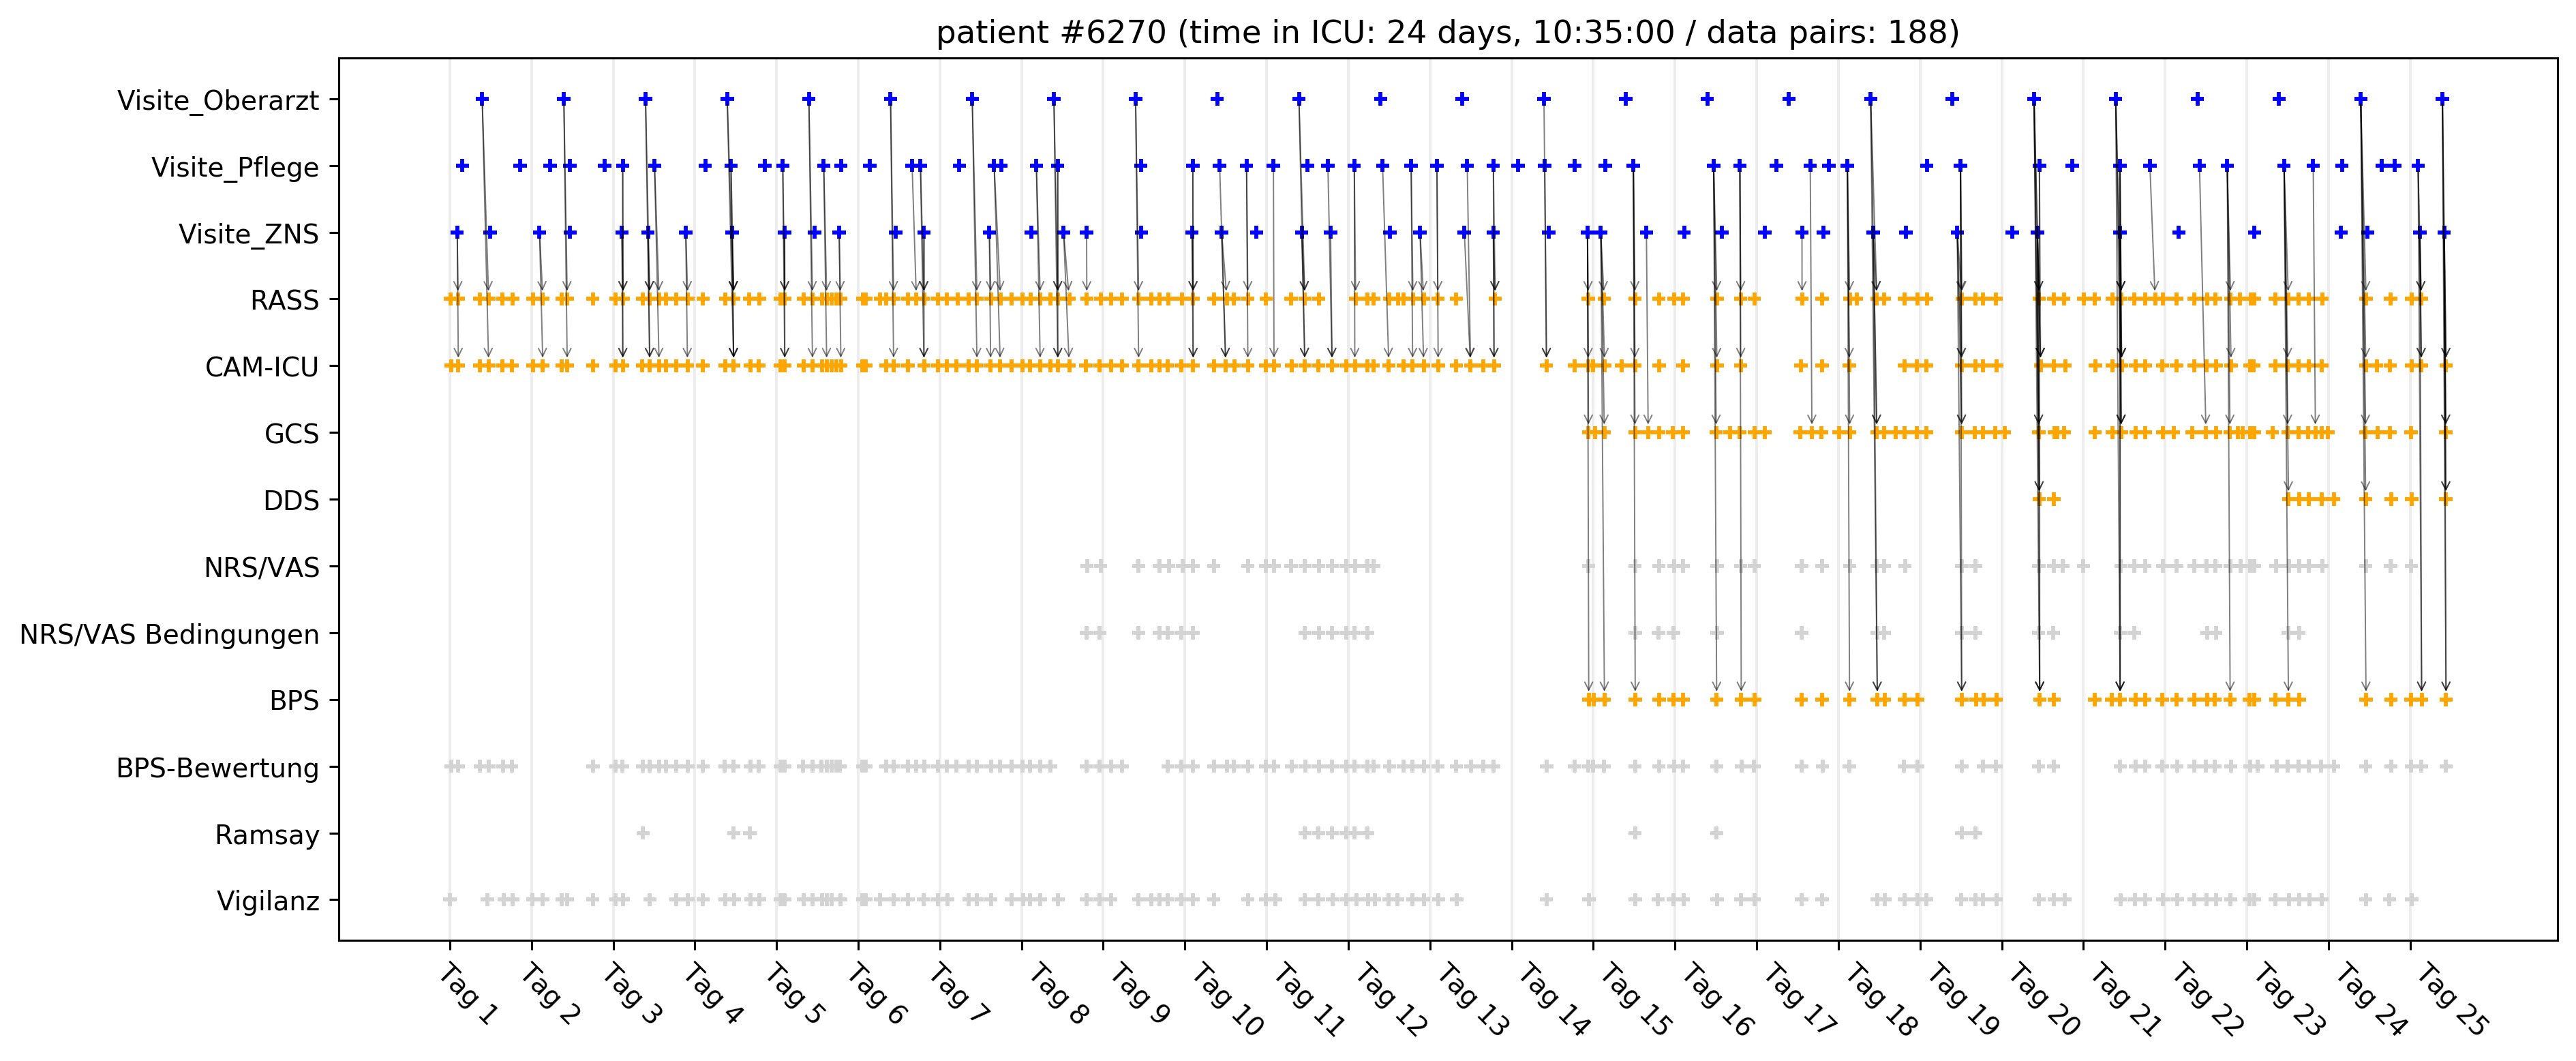 patient #6270 (time in ICU: 24 days, 10:35:00 / data pairs: 188)
Visite_Oberarzt
Visite_Pflege
Visite_ZNS
RASS
CAM-ICU
GCS
DDS
NRS/VAS
NRS/VAS Bedingungen
BPS
BPS-Bewertung
Ramsay
Vigilanz
Tag 1
Tag 2
Tag 3
Tag 4
Tag 5
Tag 6
Tag 7
Tag 8
Tag 9
Tag 10
Tag 11
Tag 12
Tag 13
Tag 14
Tag 15
Tag 16
Tag 17
Tag 18
Tag 19
Tag 20
Tag 21
Tag 22
Tag 23
Tag 24
Tag 25